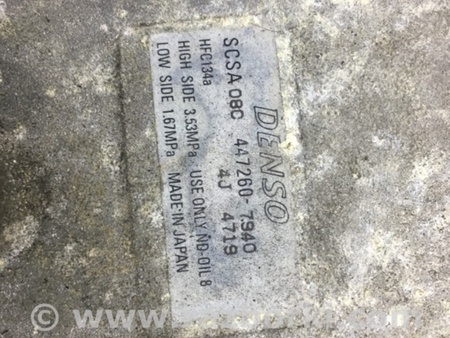 DENSO
SCSA 08C 447260-7940
4J 4719
HFC134a
HIGH SIDE 3.53MPa USE ONLY ND-OIL 8
LOW SIDE 1.67MPa MADE IN JAPAN